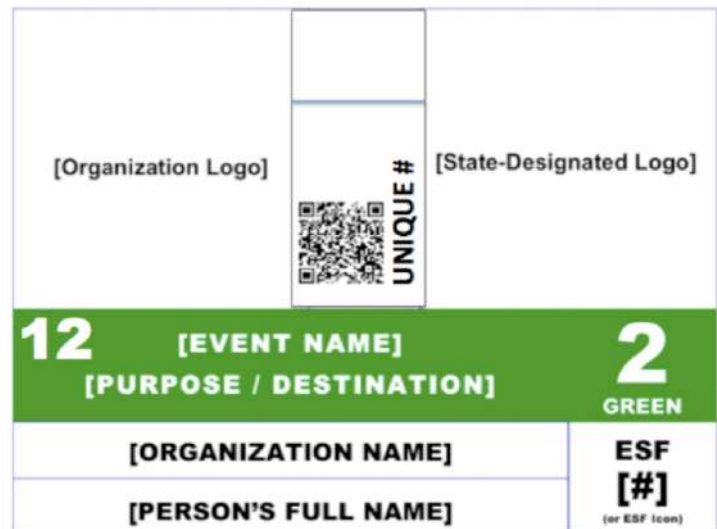 [Organization Logo]
UNIQUE #
[State-Designated Logo]
12
[EVENT NAME]
[PURPOSE / DESTINATION]
2
GREEN
[ORGANIZATION NAME]
[PERSON'S FULL NAME]
ESF
[#]
(or ESF Icon)